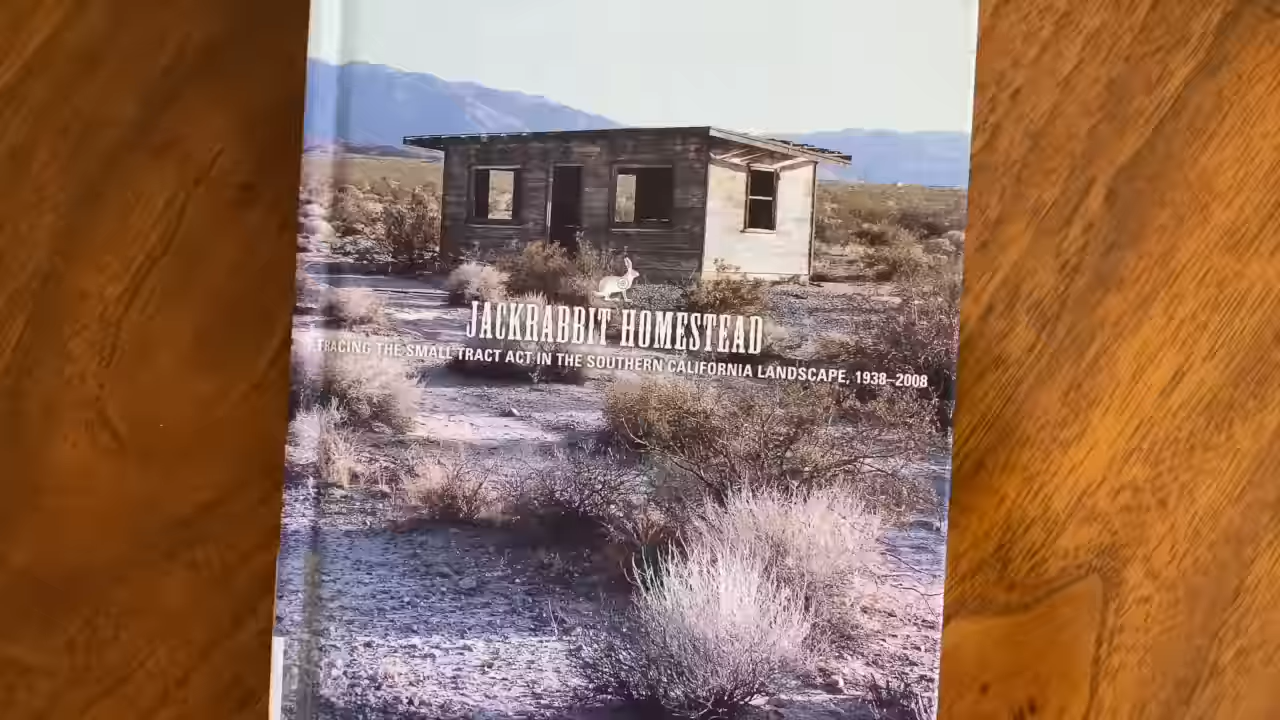 JACKRABBIT HOMESTEAD
TRACING THE SMALL TRACT ACT IN THE SOUTHERN CALIFORNIA LANDSCAPE, 1938–2008